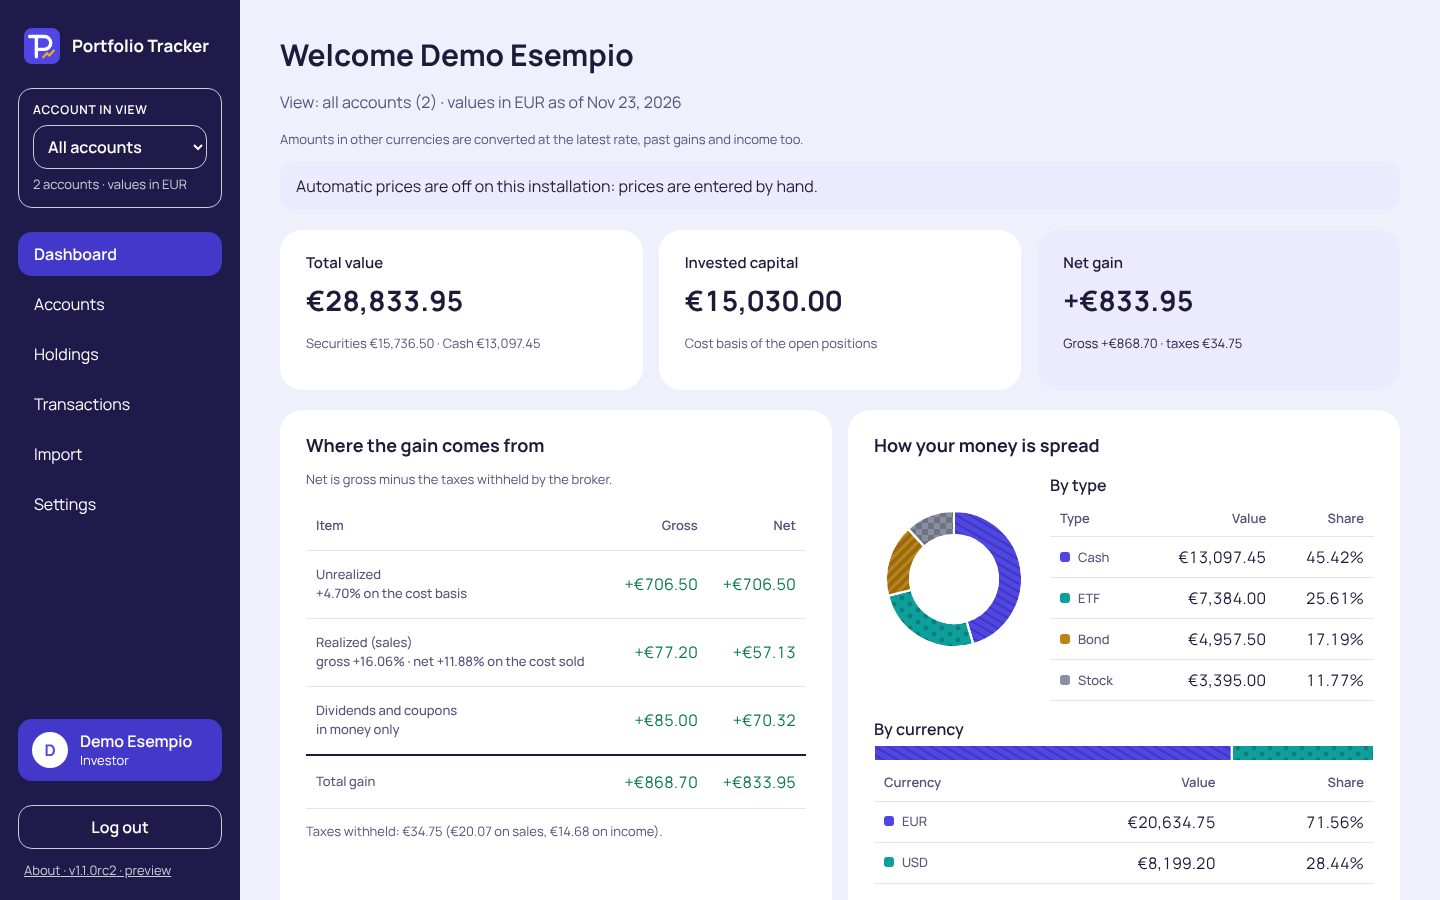 Portfolio Tracker
ACCOUNT IN VIEW
All accounts
2 accounts · values in EUR
Dashboard
Accounts
Holdings
Transactions
Import
Settings
D
Demo Esempio
Investor
Log out
About · v1.1.0rc2 · preview
Welcome Demo Esempio
View: all accounts (2) · values in EUR as of Nov 23, 2026
Amounts in other currencies are converted at the latest rate, past gains and income too.
Automatic prices are off on this installation: prices are entered by hand.
Total value
€28,833.95
Securities €15,736.50 · Cash €13,097.45
Invested capital
€15,030.00
Cost basis of the open positions
Net gain
+€833.95
Gross +€868.70 · taxes €34.75
Where the gain comes from
Net is gross minus the taxes withheld by the broker.
Item Gross Net
Unrealized
+4.70% on the cost basis
+€706.50 +€706.50
Realized (sales)
gross +16.06% · net +11.88% on the cost sold
+€77.20 +€57.13
Dividends and coupons
in money only
+€85.00 +€70.32
Total gain +€868.70 +€833.95
Taxes withheld: €34.75 (€20.07 on sales, €14.68 on income).
How your money is spread
By type
Type Value Share
Cash €13,097.45 45.42%
ETF €7,384.00 25.61%
Bond €4,957.50 17.19%
Stock €3,395.00 11.77%
By currency
Currency Value Share
EUR €20,634.75 71.56%
USD €8,199.20 28.44%